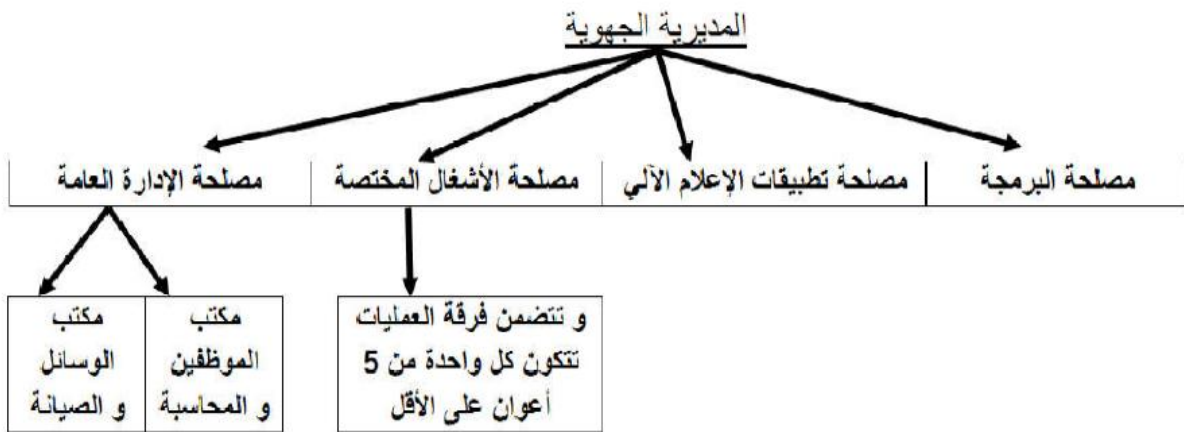 المديرية الجهوية
مصلحة البرمجة
مصلحة تطبيقات الإعلام الآلي
مصلحة الأشغال المختصة
مصلحة الإدارة العامة
و تتضمن فرقة العمليات
تتكون كل واحدة من 5
أعوان على الأقل
مكتب
الموظفين
و المحاسبة
مكتب
الوسائل
و الصيانة